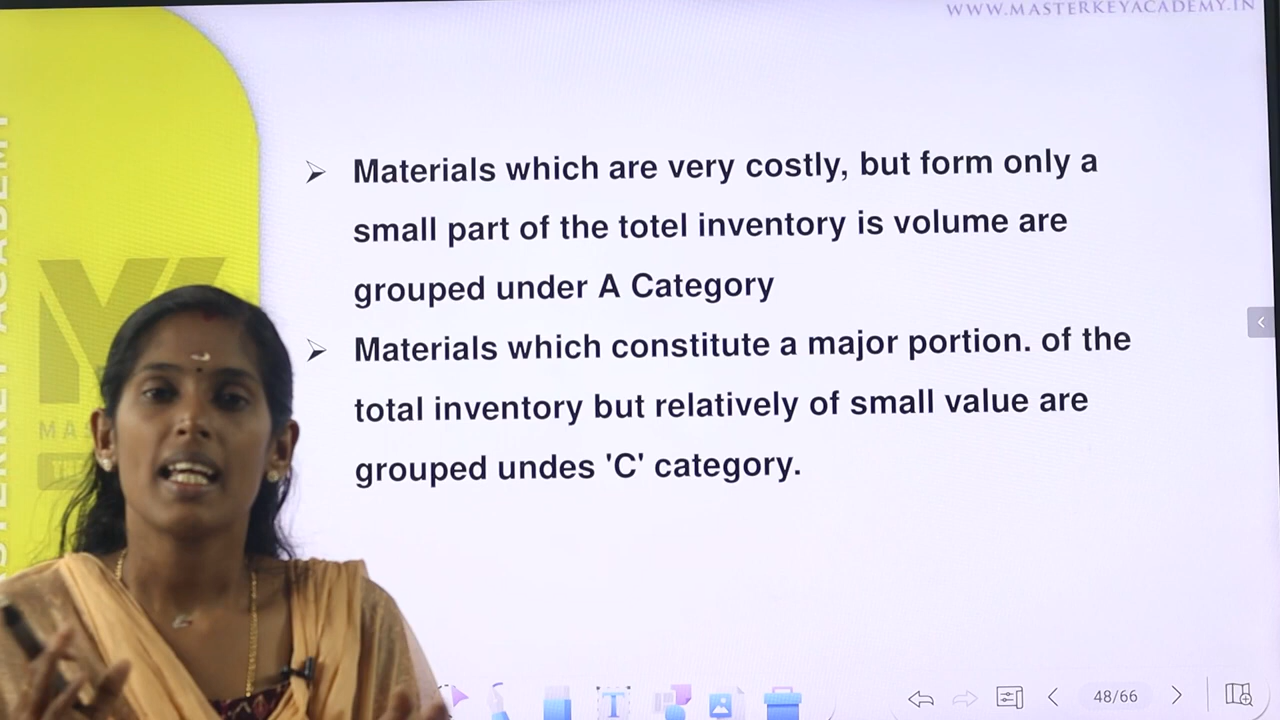 WWW.MASTERKEYACADEMY.IN
Materials which are very costly, but form only a
small part of the totel inventory is volume are
grouped under A Category
Materials which constitute a major portion. of the
total inventory but relatively of small value are
grouped undes 'C' category.
48/66